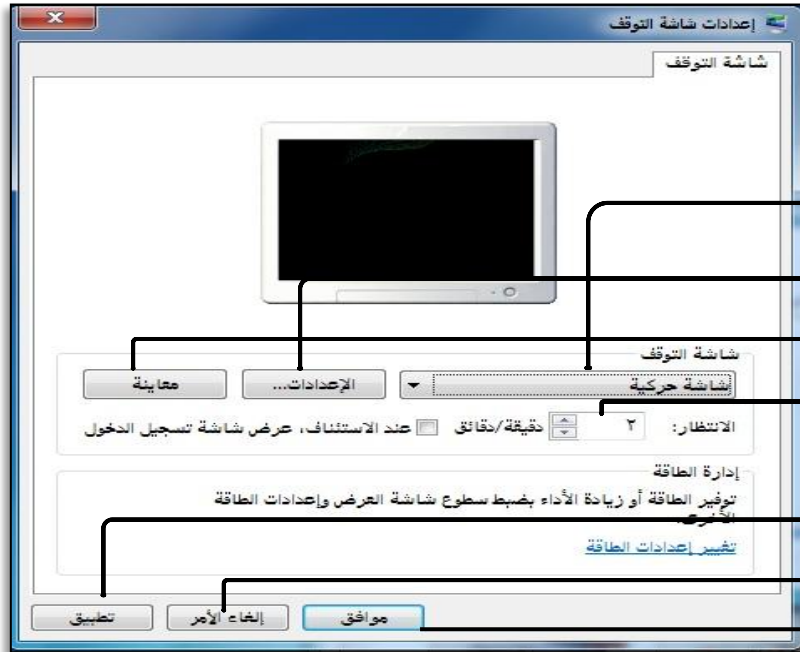 إعدادات شاشة التوقف
شاشة التوقف
شاشة التوقف
شاشة حركية
الإعدادات...
معاينة
الانتظار: ٢ دقيقة/دقائق عند الاستئناف، عرض شاشة تسجيل الدخول
إدارة الطاقة
توفير الطاقة أو زيادة الأداء بضبط سطوع شاشة العرض وإعدادات الطاقة
الأخرى.
تغيير إعدادات الطاقة
موافق
إلغاء الأمر
تطبيق